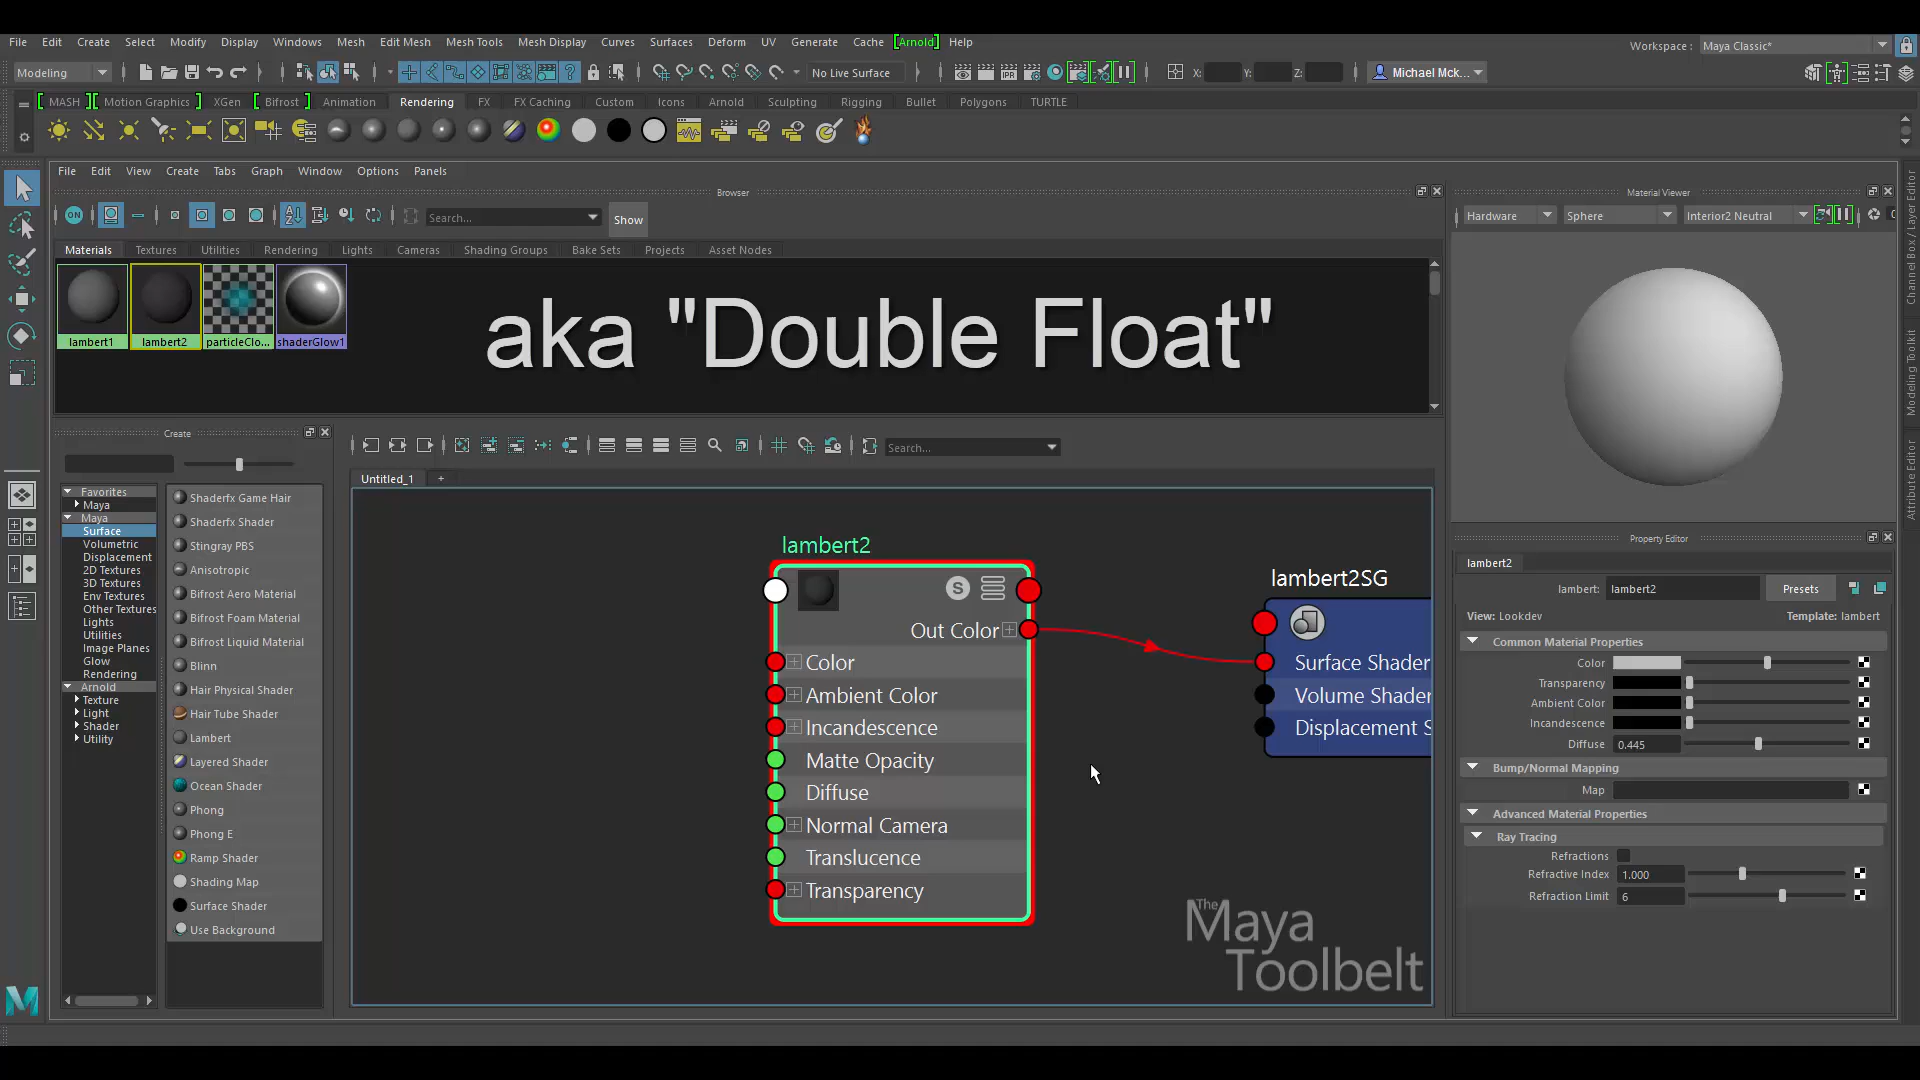 File Edit Create Select Modify Display Windows Mesh Edit Mesh Mesh Tools Mesh Display Curves Surfaces Deform UV Generate Cache [Arnold] Help
Workspace : Maya Classic*
Modeling No Live Surface X: Y: Z: Michael Mck...
MASH Motion Graphics XGen Bifrost Animation Rendering FX FX Caching Custom Icons Arnold Sculpting Rigging Bullet Polygons TURTLE
IPR
File Edit View Create Tabs Graph Window Options Panels
Browser
ON Search... Show
Materials Textures Utilities Rendering Lights Cameras Shading Groups Bake Sets Projects Asset Nodes
lambert1 lambert2 particleClo... shaderGlow1
aka "Double Float"
Material Viewer
Hardware Sphere Interior2 Neutral
Channel Box / Layer Editor
Modeling Toolkit
Attribute Editor
Create
Search...
Untitled_1 +
Favorites
Maya
Maya
Surface
Volumetric
Displacement
2D Textures
3D Textures
Env Textures
Other Textures
Lights
Utilities
Image Planes
Glow
Rendering
Arnold
Texture
Light
Shader
Utility
Shaderfx Game Hair
Shaderfx Shader
Stingray PBS
Anisotropic
Bifrost Aero Material
Bifrost Foam Material
Bifrost Liquid Material
Blinn
Hair Physical Shader
Hair Tube Shader
Lambert
Layered Shader
Ocean Shader
Phong
Phong E
Ramp Shader
Shading Map
Surface Shader
Use Background
lambert2
S
Out Color
Color
Ambient Color
Incandescence
Matte Opacity
Diffuse
Normal Camera
Translucence
Transparency
lambert2SG
Surface Shader
Volume Shader
Displacement S
The
Maya
Toolbelt
Property Editor
lambert2
lambert: lambert2 Presets
View: Lookdev Template: lambert
Common Material Properties
Color
Transparency
Ambient Color
Incandescence
Diffuse 0.445
Bump/Normal Mapping
Map
Advanced Material Properties
Ray Tracing
Refractions
Refractive Index 1.000
Refraction Limit 6
M